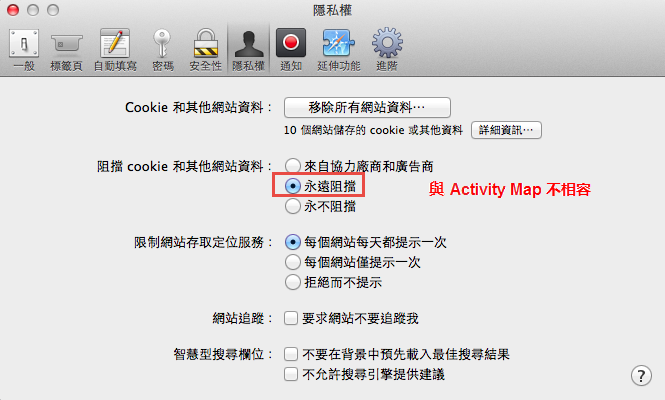 隱私權
一般 標籤頁 自動填寫 密碼 安全性 隱私權 通知 延伸功能 進階
Cookie 和其他網站資料： 移除所有網站資料⋯
10 個網站儲存的 cookie 或其他資料 詳細資訊⋯
阻擋 cookie 和其他網站資料： 來自協力廠商和廣告商
永遠阻擋 與 Activity Map 不相容
永不阻擋
限制網站存取定位服務： 每個網站每天都提示一次
每個網站僅提示一次
拒絕而不提示
網站追蹤： 要求網站不要追蹤我
智慧型搜尋欄位： 不要在背景中預先載入最佳搜尋結果
不允許搜尋引擎提供建議
?